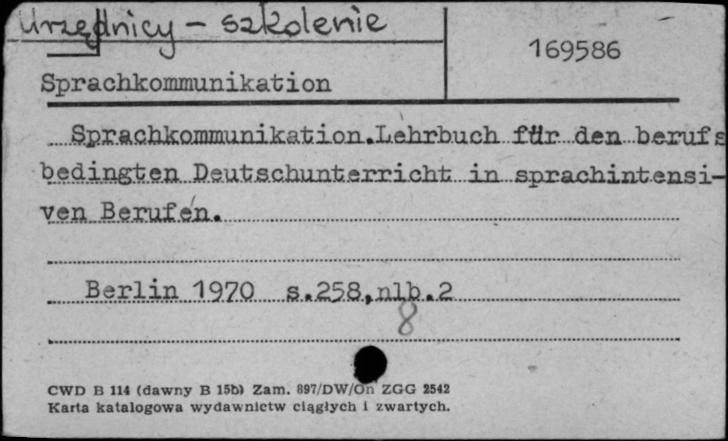 Urzędnicy - szkolenie
169586
Sprachkommunikation
Sprachkommunikation.Lehrbuch für den berufs
bedingten Deutschunterricht in sprachintensi-
ven Berufen.
Berlin 1970 s.258,nlb.2
8
CWD B 114 (dawny B 15b) Zam. 897/DW/On ZGG 2542
Karta katalogowa wydawnictw ciągłych i zwartych.